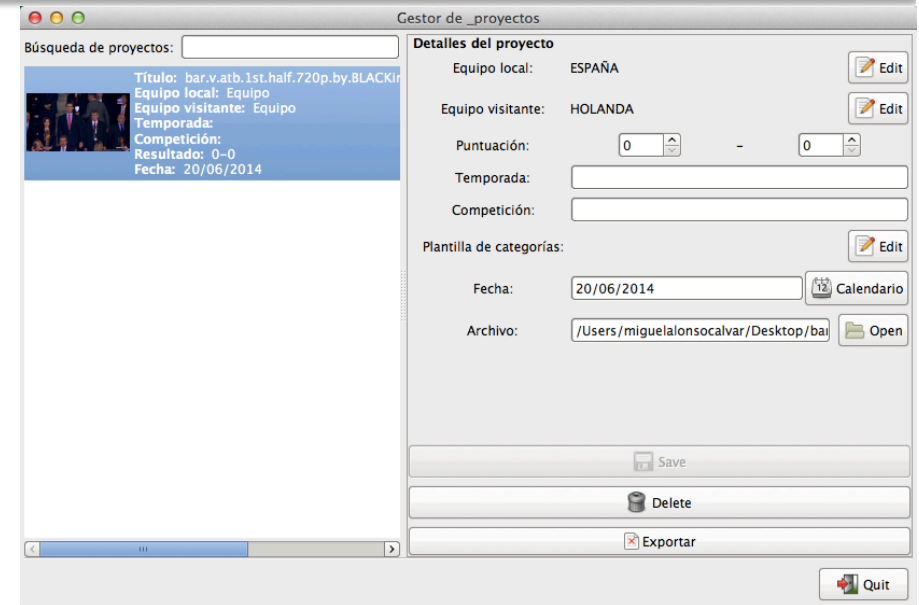 Gestor de _proyectos
Búsqueda de proyectos:
Título: bar.v.atb.1st.half.720p.by.BLACKir
Equipo local: Equipo
Equipo visitante: Equipo
Temporada:
Competición:
Resultado: 0-0
Fecha: 20/06/2014
Detalles del proyecto
Equipo local: ESPAÑA Edit
Equipo visitante: HOLANDA Edit
Puntuación: 0 - 0
Temporada:
Competición:
Plantilla de categorías: Edit
Fecha: 20/06/2014 12 Calendario
Archivo: /Users/miguelalonsocalvar/Desktop/bar Open
Save
Delete
Exportar
Quit